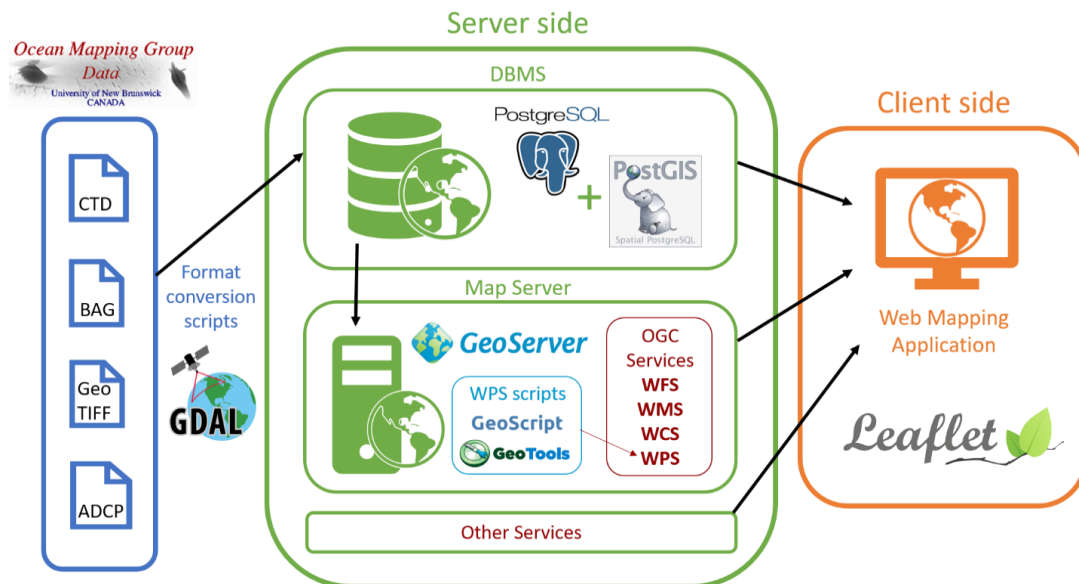 Ocean Mapping Group
Data
University of New Brunswick
CANADA
CTD
BAG
Geo
TIFF
ADCP
Format
conversion
scripts
GDAL
Server side
DBMS
PostgreSQL
+
PostGIS
Spatial PostgreSQL
Map Server
GeoServer
WPS scripts
GeoScript
GeoTools
OGC
Services
WFS
WMS
WCS
WPS
Other Services
Client side
Web Mapping
Application
Leaflet